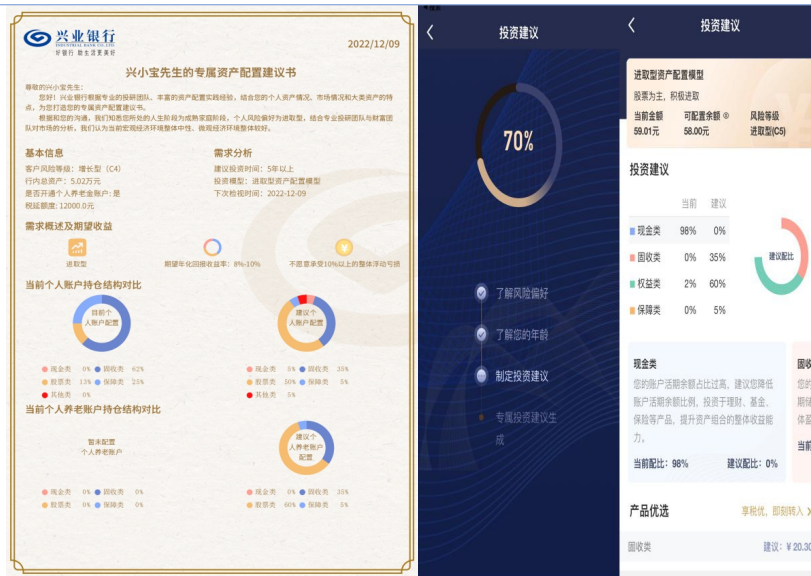 兴业银行
INDUSTRIAL BANK CO.,LTD.
好银行 助生活更美好
2022/12/09
兴小宝先生的专属资产配置建议书
尊敬的兴小宝先生：
您好！兴业银行根据专业的投研团队、丰富的资产配置实践经验，结合您的个人资产情况、市场情况和大类资产的特
点，为您打造您的专属资产配置建议书。
根据和您的沟通，我们知悉您所处的人生阶段为成熟家庭阶段，个人风险偏好为进取型，结合专业投研团队与财富团
队对市场的分析，我们认为当前宏观经济环境整体中性、微观经济环境整体较好。
基本信息
客户风险等级：增长型（C4）
行内总资产：5.02万元
是否开通个人养老金账户：是
税延额度：12000.0元
需求分析
建议投资时间：5年以上
投资模型：进取型资产配置模型
下次检视时间：2022-12-09
需求概述及期望收益
进取型
期望年化回报收益率：8%-10%
不愿意承受10%以上的整体浮动亏损
当前个人账户持仓结构对比
目前个
人账户配置
建议个
人账户配置
现金类 0% 固收类 62%
股票类 13% 保障类 25%
其他类 0%
现金类 5% 固收类 35%
股票类 50% 保障类 5%
其他类 5%
当前个人养老账户持仓结构对比
暂未配置
个人养老账户
建议个
人养老账户
配置
现金类 0% 固收类 0%
股票类 0% 保障类 0%
现金类 0% 固收类 35%
股票类 60% 保障类 5%
投资建议
70%
了解风险偏好
了解您的年龄
制定投资建议
专属投资建议生
成
投资建议
进取型资产配置模型
股票为主，积极进取
当前金额 可配置余额 风险等级
59.01元 58.00元 进取型(C5)
投资建议
当前 建议
现金类 98% 0%
固收类 0% 35%
权益类 2% 60%
保障类 0% 5%
建议配比
现金类
您的账户活期余额占比过高，建议您降低
账户活期余额比例，投资于理财、基金、
保险等产品，提升资产组合的整体收益能
力。
当前配比：98% 建议配比：0%
固收
您的
期储
体盈
当前
产品优选 享税优，即刻转入
固收类 建议：￥20.30